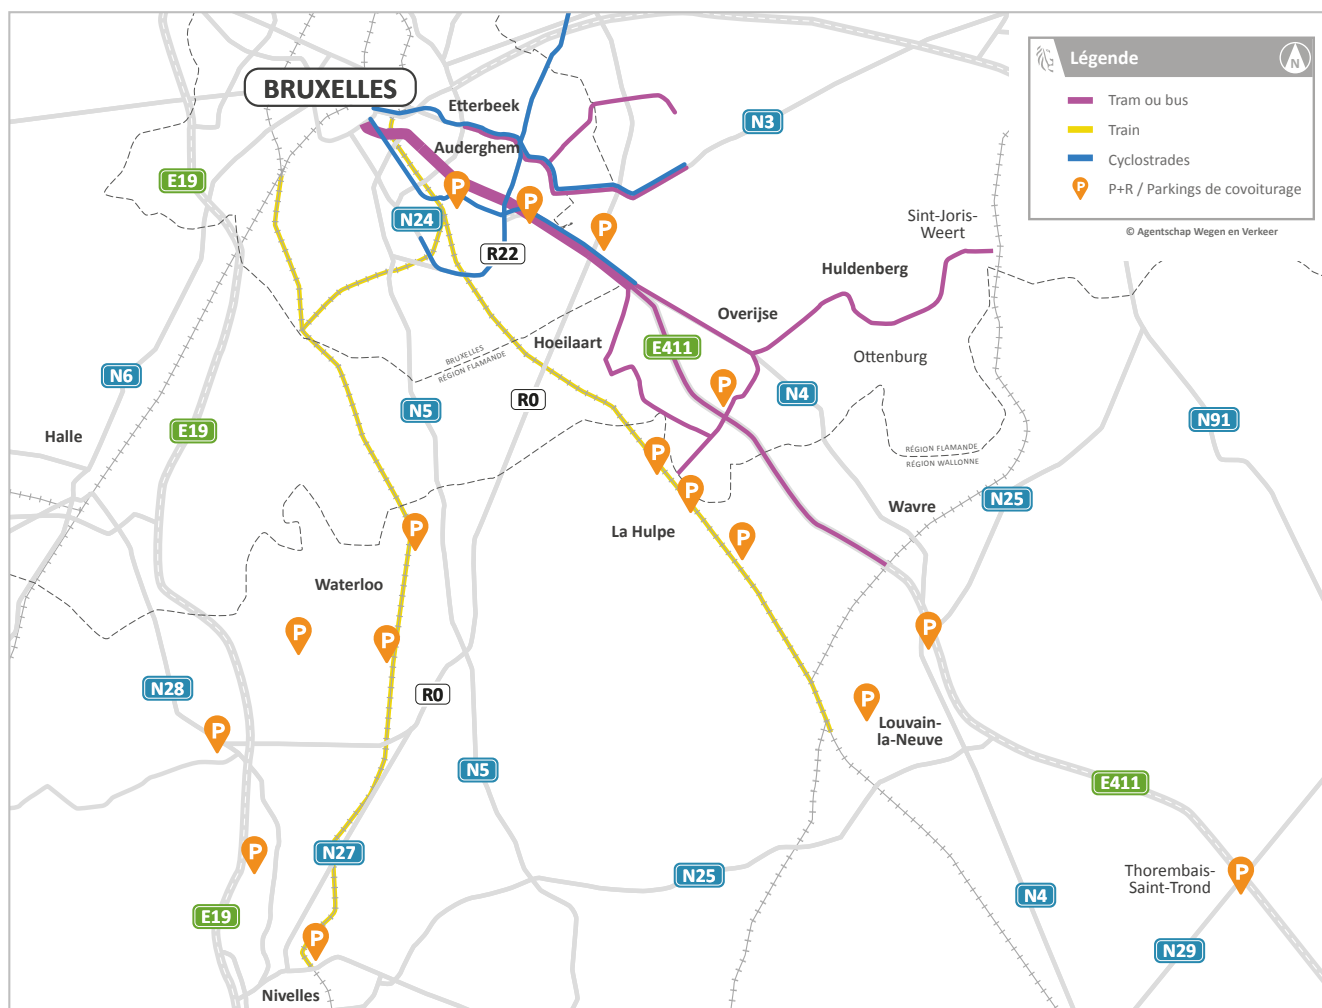 BRUXELLES
Etterbeek
Auderghem
N3
Légende
N
Tram ou bus
Train
Cyclostrades
P
P+R / Parkings de covoiturage
© Agentschap Wegen en Verkeer
E19
N24
P
P
P
R22
Sint-Joris-
Weert
Huldenberg
Overijse
Hoeilaart
E411
Ottenburg
BRUXELLES
RÉGION FLAMANDE
N6
R0
P
N4
N5
E19
N91
Halle
P
RÉGION FLAMANDE
RÉGION WALLONNE
P
N25
Wavre
La Hulpe
P
P
Waterloo
P
P
P
N28
R0
P
Louvain-
la-Neuve
P
N5
E411
N27
P
N25
Thorembais-
Saint-Trond
P
N4
E19
P
N29
Nivelles